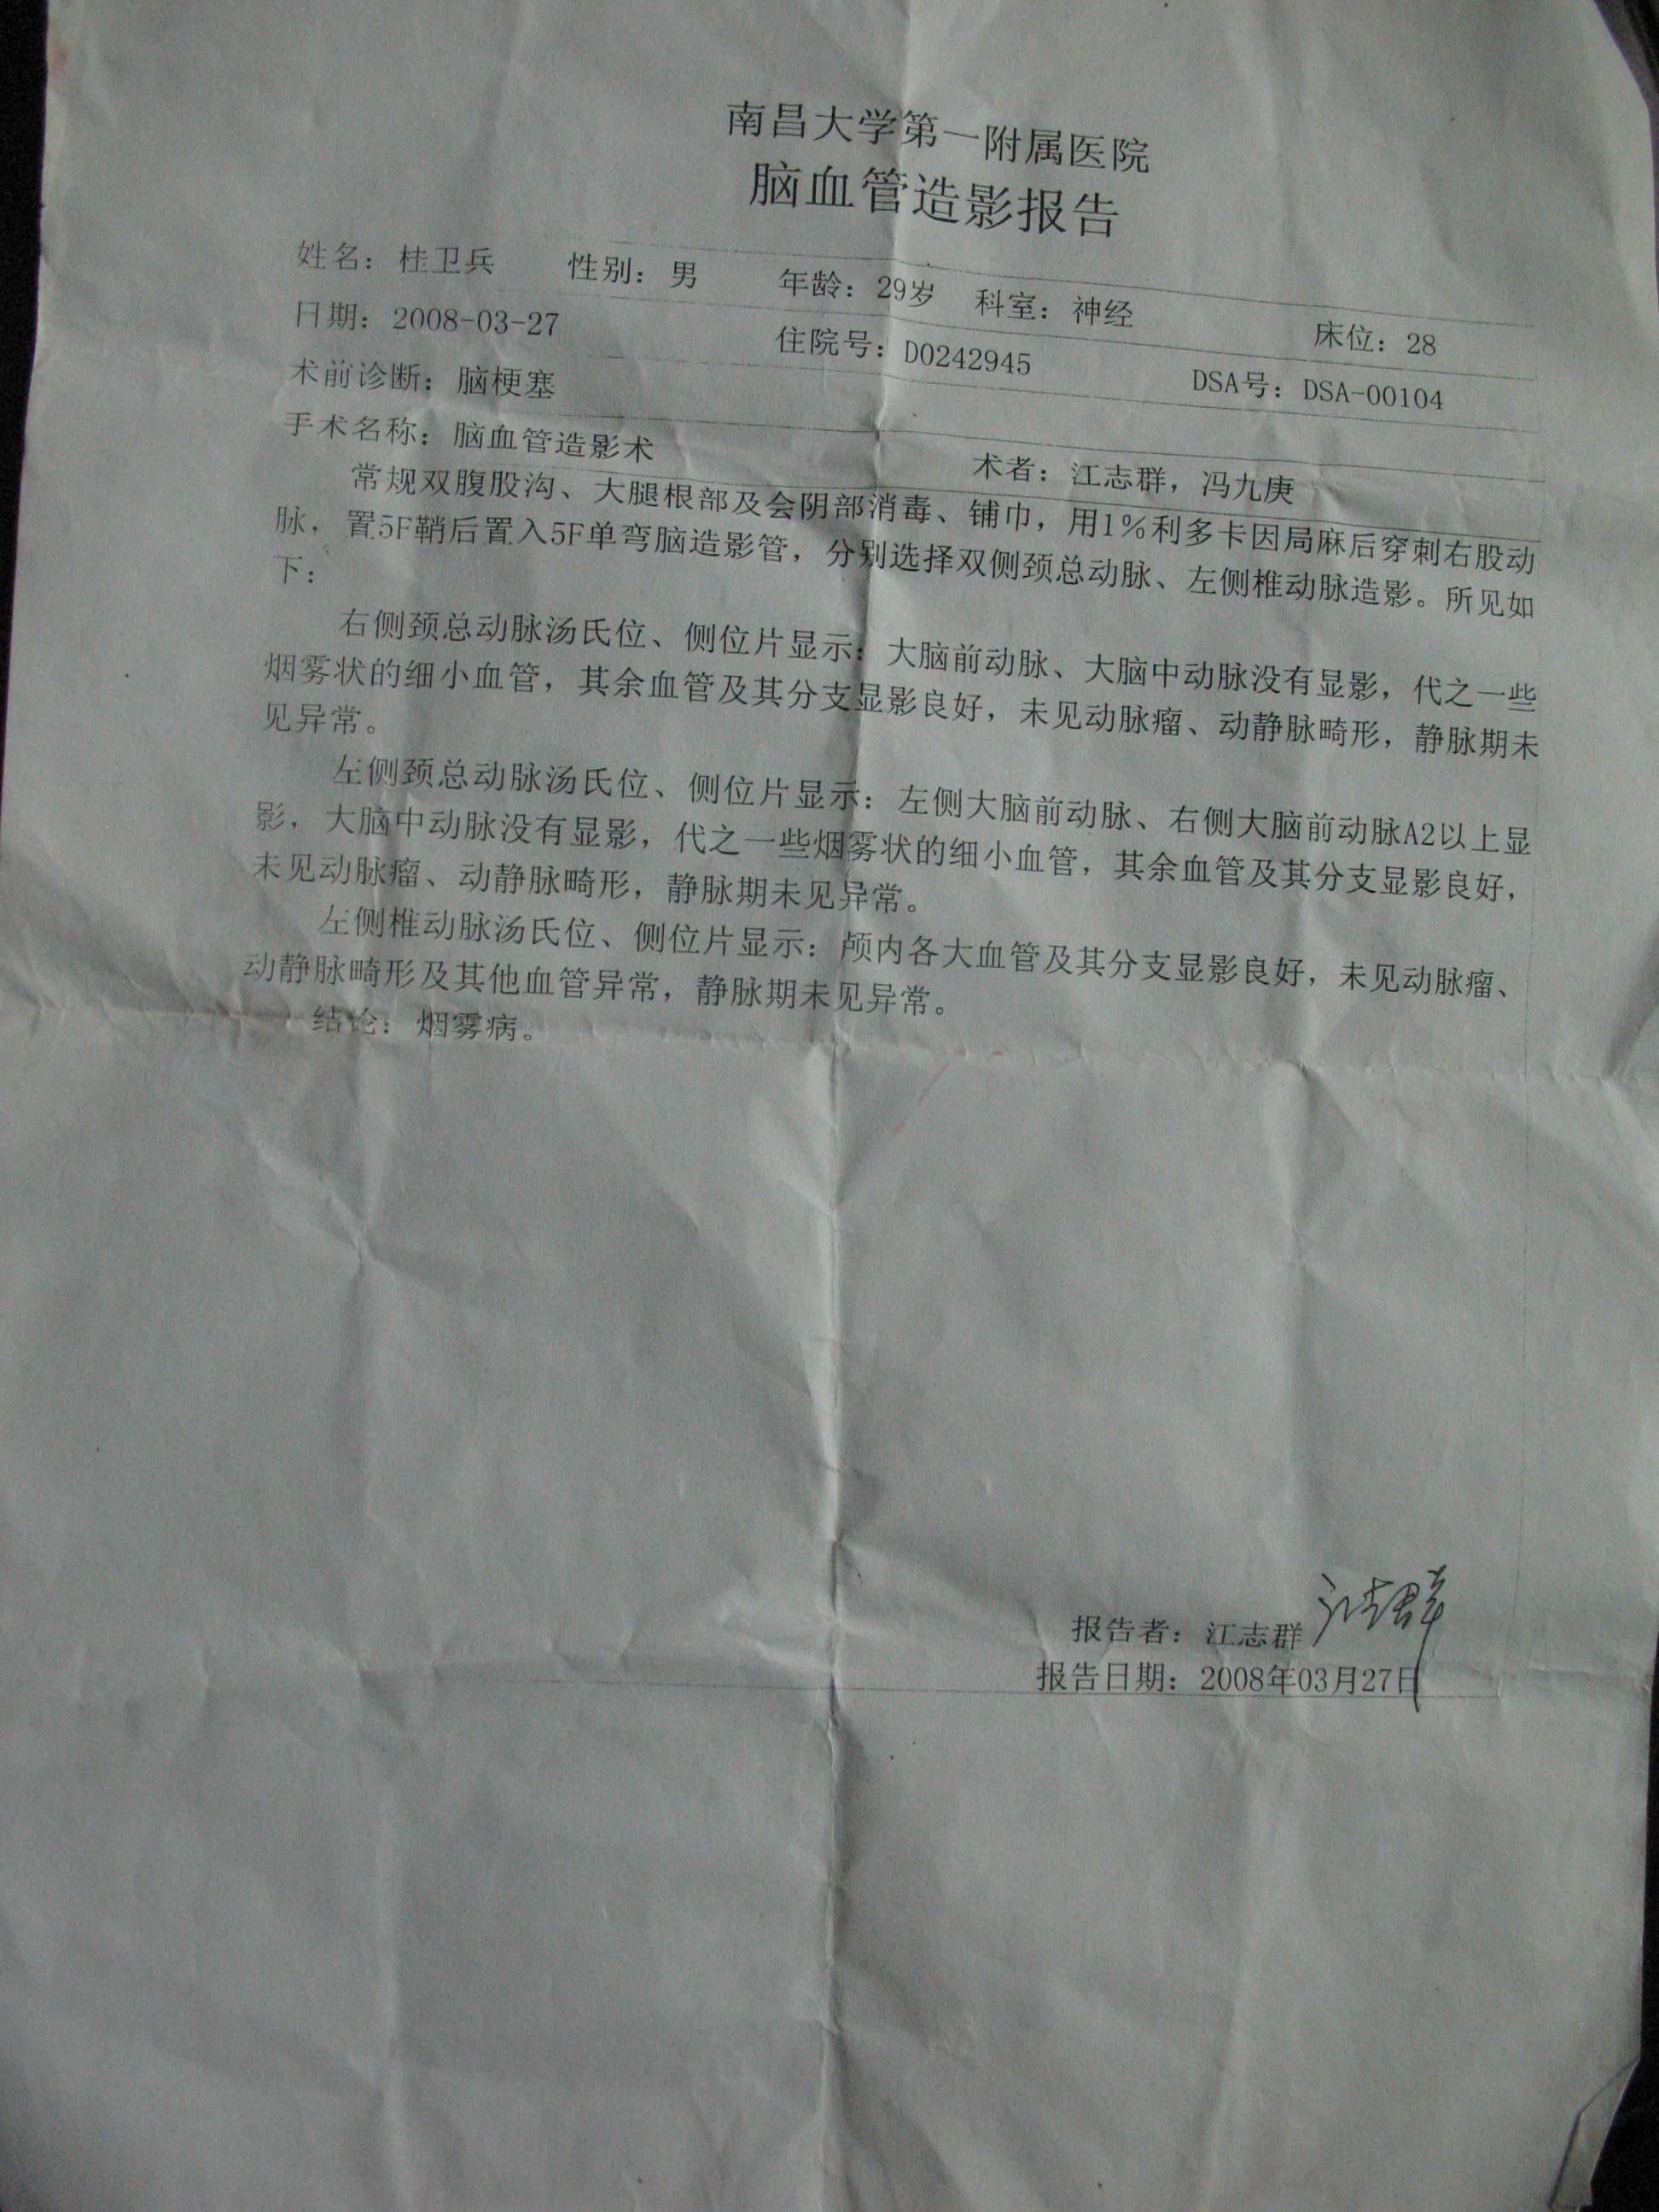 南昌大学第一附属医院
脑血管造影报告
姓名：桂卫兵 性别：男 年龄：29岁 科室：神经 床位：28
日期：2008-03-27 住院号：D0242945 DSA号：DSA-00104
术前诊断：脑梗塞
手术名称：脑血管造影术 术者：江志群，冯九庚
常规双腹股沟、大腿根部及会阴部消毒、铺巾，用1%利多卡因局麻后穿刺右股动
脉，置5F鞘后置入5F单弯脑造影管，分别选择双侧颈总动脉、左侧椎动脉造影。所见如
下：
右侧颈总动脉汤氏位、侧位片显示：大脑前动脉、大脑中动脉没有显影，代之一些
烟雾状的细小血管，其余血管及其分支显影良好，未见动脉瘤、动静脉畸形，静脉期未
见异常。
左侧颈总动脉汤氏位、侧位片显示：左侧大脑前动脉、右侧大脑前动脉A2以上显
影，大脑中动脉没有显影，代之一些烟雾状的细小血管，其余血管及其分支显影良好，
未见动脉瘤、动静脉畸形，静脉期未见异常。
左侧椎动脉汤氏位、侧位片显示：颅内各大血管及其分支显影良好，未见动脉瘤、
动静脉畸形及其他血管异常，静脉期未见异常。
结论：烟雾病。
报告者：江志群 江志群
报告日期：2008年03月27日